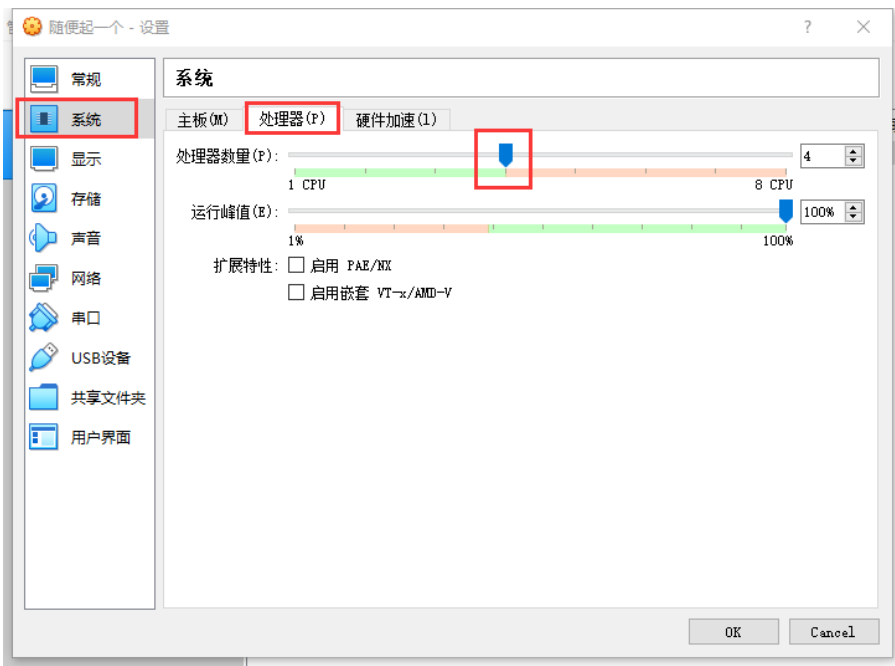 随便起一个 - 设置
?
常规
系统
显示
存储
声音
网络
串口
USB设备
共享文件夹
用户界面
系统
主板(M) 处理器(P) 硬件加速(l)
处理器数量(P): 4
1 CPU 8 CPU
运行峰值(E): 100%
1% 100%
扩展特性: 启用 PAE/NX
启用嵌套 VT-x/AMD-V
OK Cancel